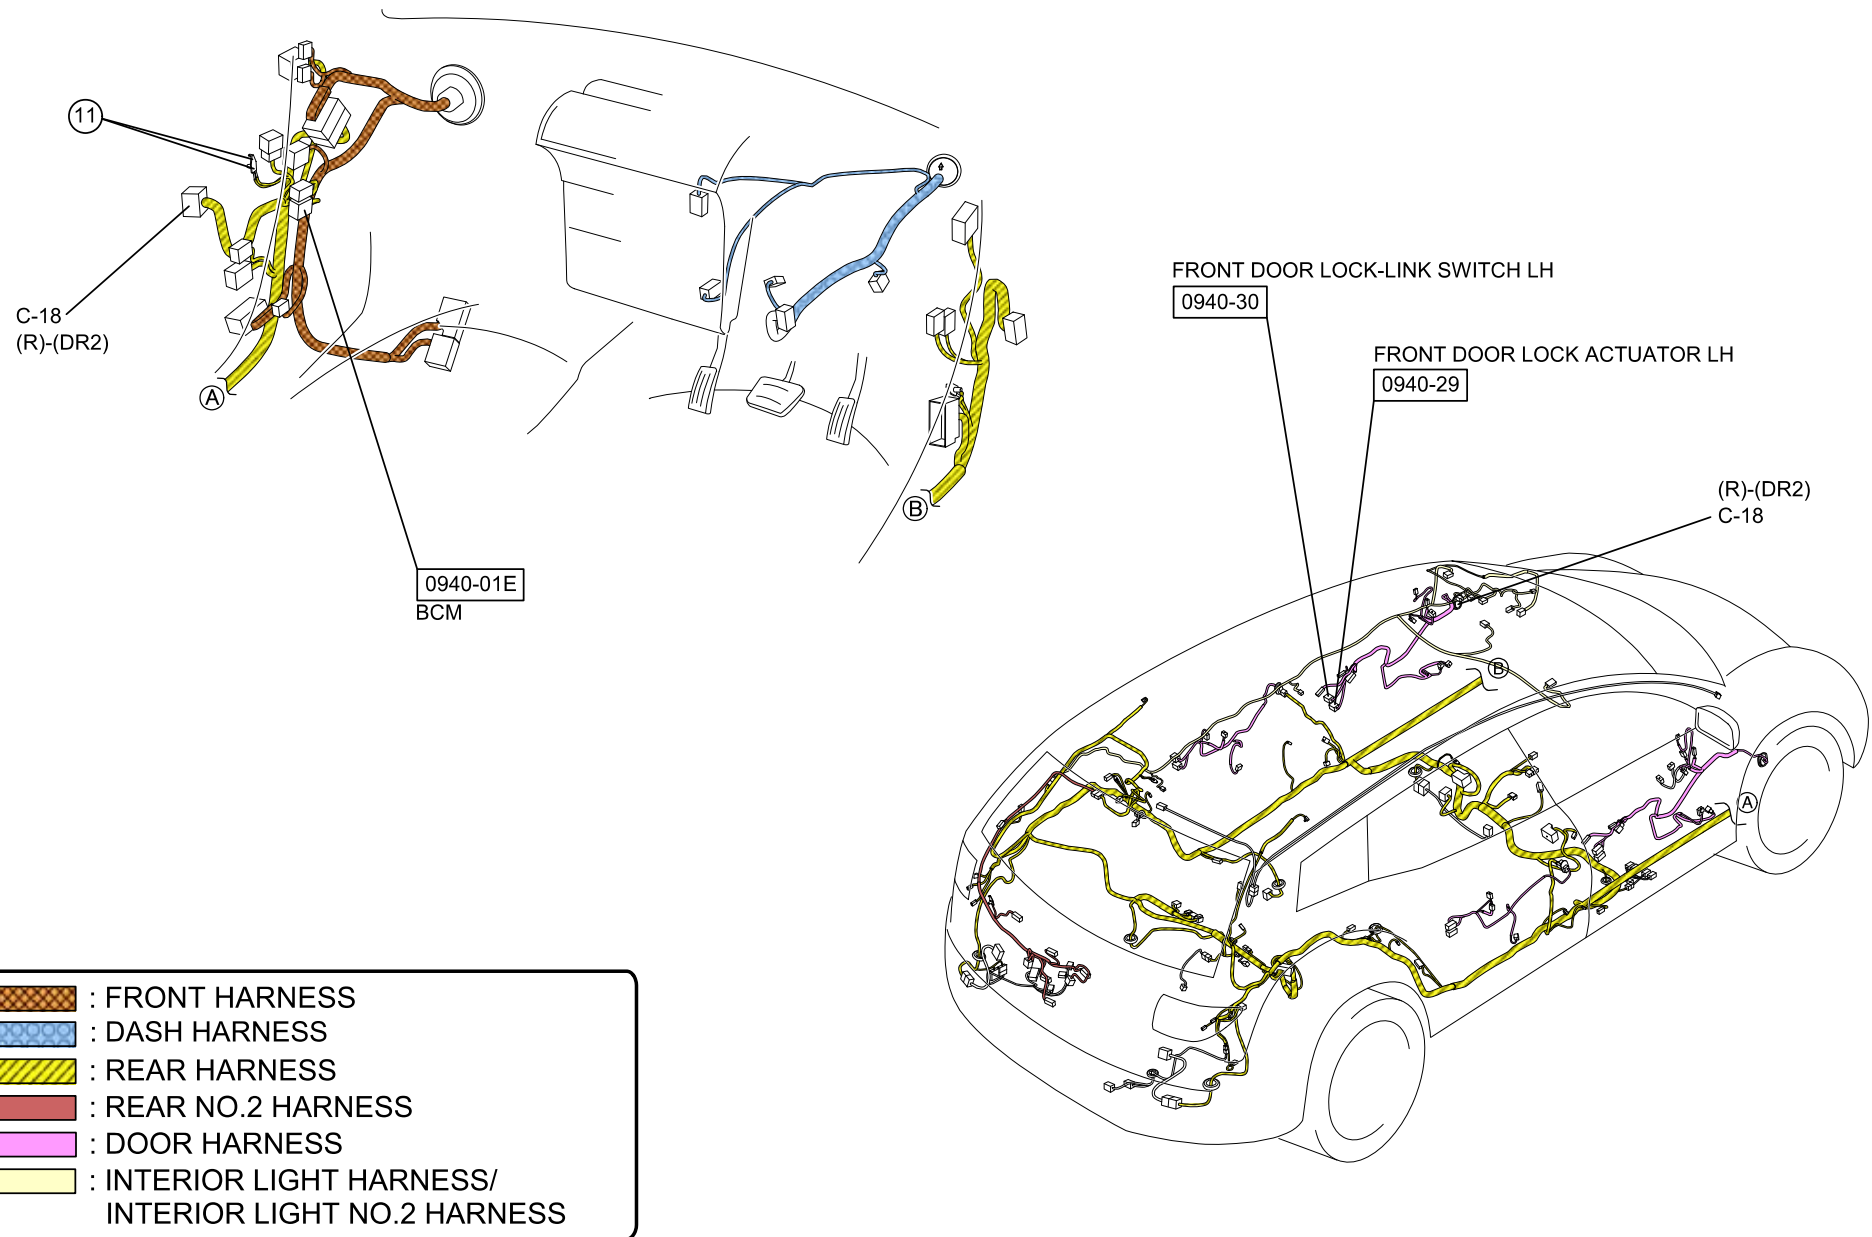 11
C-18
(R)-(DR2)
A
0940-01E
BCM
B
FRONT DOOR LOCK-LINK SWITCH LH
0940-30
FRONT DOOR LOCK ACTUATOR LH
0940-29
(R)-(DR2)
C-18
B
A
: FRONT HARNESS
: DASH HARNESS
: REAR HARNESS
: REAR NO.2 HARNESS
: DOOR HARNESS
: INTERIOR LIGHT HARNESS/
INTERIOR LIGHT NO.2 HARNESS